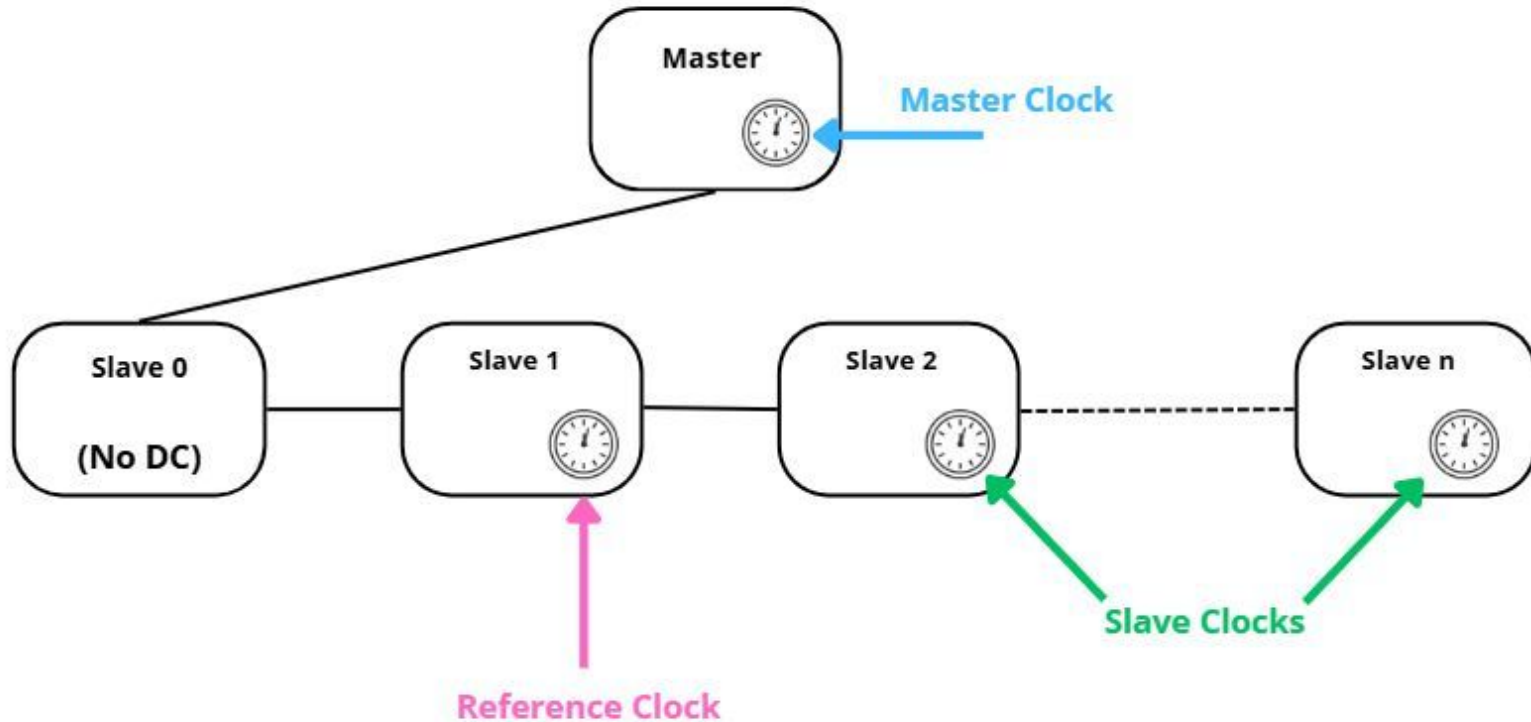 Master
Master Clock
Slave 0
(No DC)
Slave 1
Slave 2
Slave n
Slave Clocks
Reference Clock